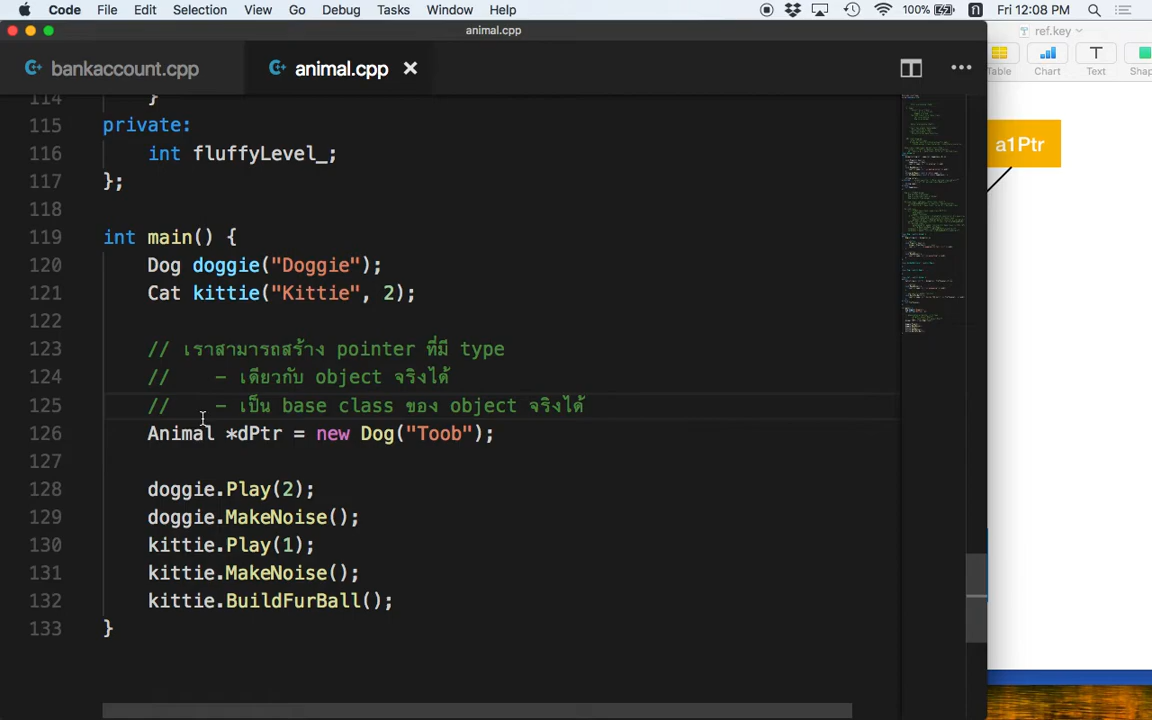 Code File Edit Selection View Go Debug Tasks Window Help 100% Fri 12:08 PM
animal.cpp
ref.key
bankaccount.cpp animal.cpp
Table Chart Text Shap
114 }
115 private:
116 int fluffyLevel_;
117 };
118
119 int main() {
120 Dog doggie("Doggie");
121 Cat kittie("Kittie", 2);
122
123 // เราสามารถสร้าง pointer ที่มี type
124 // - เดียวกับ object จริงได้
125 // - เป็น base class ของ object จริงได้
126 Animal *dPtr = new Dog("Toob");
127
128 doggie.Play(2);
129 doggie.MakeNoise();
130 kittie.Play(1);
131 kittie.MakeNoise();
132 kittie.BuildFurBall();
133 }
a1Ptr